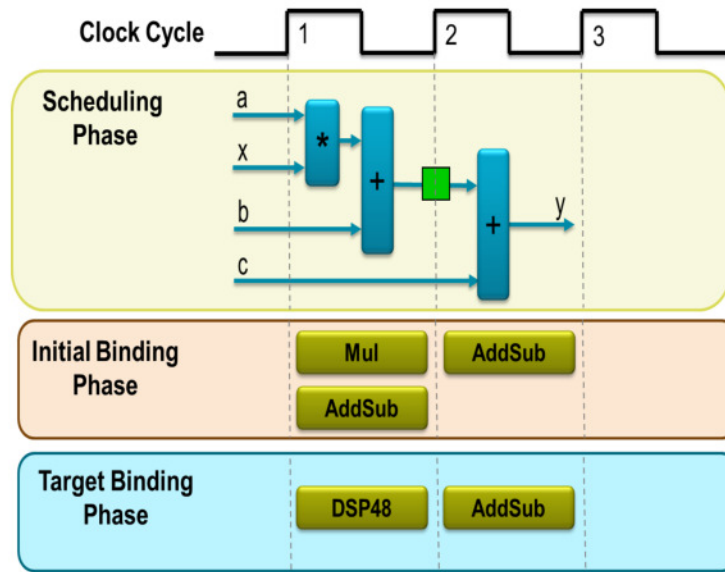 Clock Cycle 1 2 3
Scheduling
Phase
a
x
b
c
*
+
+
y
Initial Binding
Phase
Mul
AddSub
AddSub
Target Binding
Phase
DSP48
AddSub